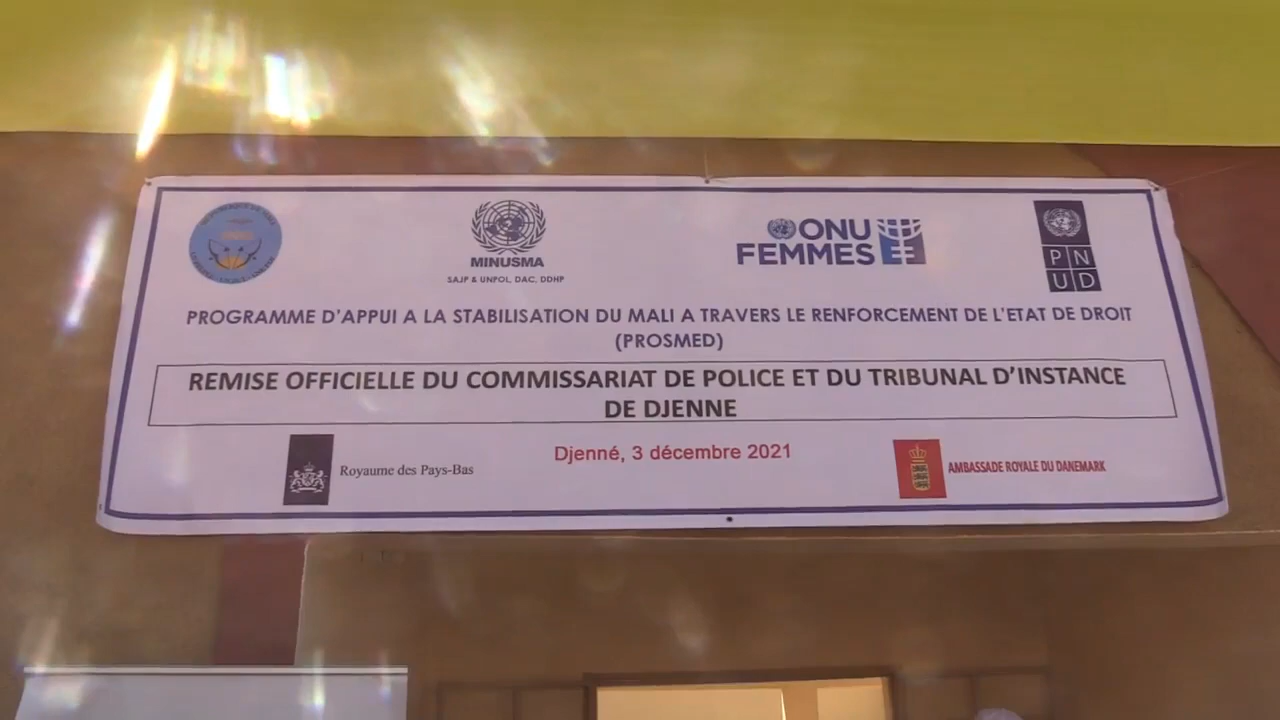 MINUSMA
SAJP & UNPOL, DAC, DDHP
ONU
FEMMES
PN
UD
PROGRAMME D'APPUI A LA STABILISATION DU MALI A TRAVERS LE RENFORCEMENT DE L'ETAT DE DROIT
(PROSMED)
REMISE OFFICIELLE DU COMMISSARIAT DE POLICE ET DU TRIBUNAL D'INSTANCE
DE DJENNE
Djenné, 3 décembre 2021
Royaume des Pays-Bas
AMBASSADE ROYALE DU DANEMARK